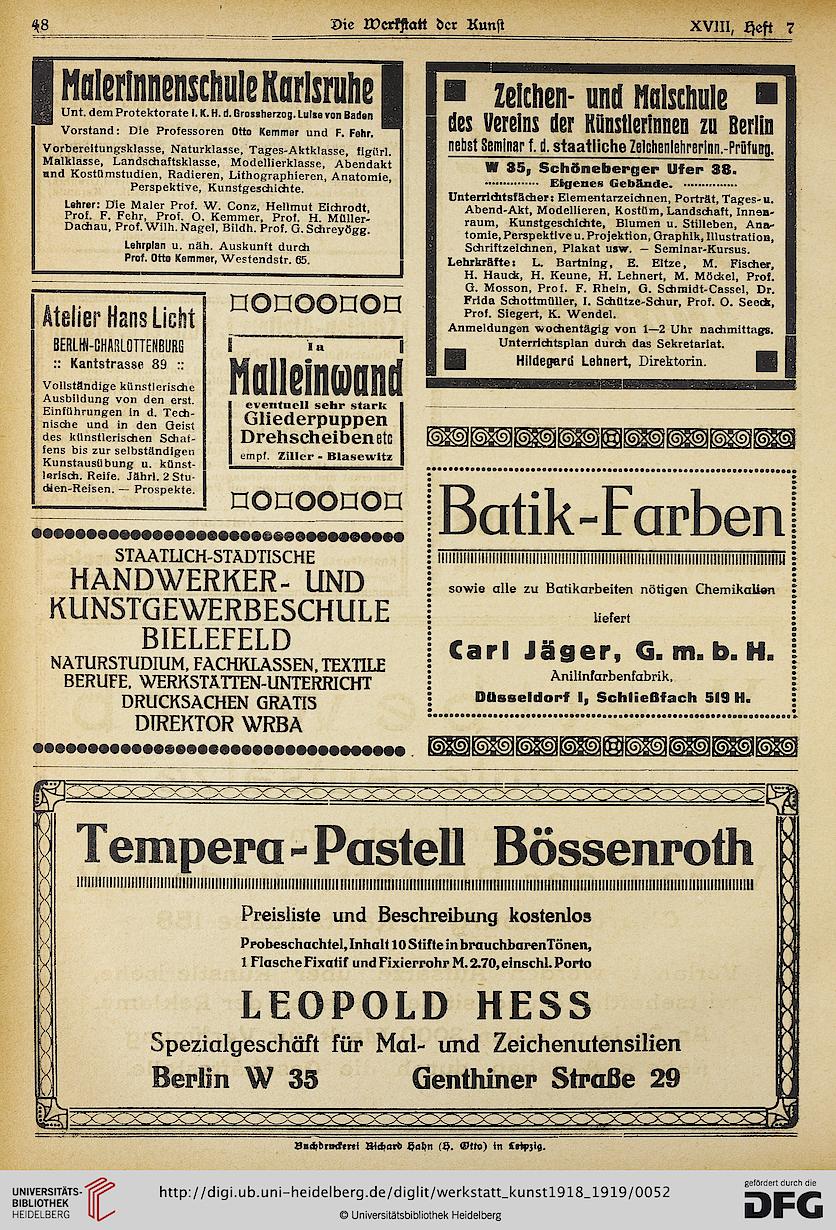 48
Die Werkstatt der Kunst
XVIII, Heft 7
Malerinnenschule Karlsruhe
Unt. dem Protektorate I. K. H. d. Grossherzog. Luise von Baden
Vorstand: Die Professoren Otto Kemmer und F. Fehr.
Vorbereitungsklasse, Naturklasse, Tages-Aktklasse, figürl.
Malklasse, Landschaftsklasse, Modellierklasse, Abendakt
und Kostümstudien, Radieren, Lithographieren, Anatomie,
Perspektive, Kunstgeschichte.
Lehrer: Die Maler Prof. W. Conz, Hellmut Eichrodt,
Prof. F. Fehr, Prof. O. Kemmer, Prof. H. Müller-
Dachau, Prof. Wilh. Nagel, Bildh. Prof. G. Schreyögg.
Lehrplan u. näh. Auskunft durch
Prof. Otto Kemmer, Westendstr. 65.
Zeichen- und Malschule
des Vereins der Künstlerinnen zu Berlin
nebst Seminar f. d. staatliche Zeichenlehrerinn.-Prüfung.
W 35, Schöneberger Ufer 38.
Eigenes Gebäude.
Unterrichtsfächer: Elementarzeichnen, Porträt, Tages- u.
Abend-Akt, Modellieren, Kostüm, Landschaft, Innen-
raum, Kunstgeschichte, Blumen u. Stilleben, Ana-
tomie, Perspektive u. Projektion, Graphik, Illustration,
Schriftzeichnen, Plakat usw. — Seminar-Kursus.
Lehrkräfte: L. Bartning, E. Eitze, M. Fischer,
H. Hauck, H. Keune, H. Lehnert, M. Möckel, Prof.
G. Mosson, Prof. F. Rhein, G. Schmidt-Cassel, Dr.
Frida Schottmüller, I. Schütze-Schur, Prof. O. Seeck,
Prof. Siegert, K. Wendel.
Anmeldungen wochentägig von 1—2 Uhr nachmittags.
Unterrichtsplan durch das Sekretariat.
Hildegard Lehnert, Direktorin.
Atelier Hans Licht
BERLIN-CHARLOTTENBURG
:: Kantstrasse 89 ::
Vollständige künstlerische
Ausbildung von den erst.
Einführungen in d. Tech-
nische und in den Geist
des künstlerischen Schaf-
fens bis zur selbständigen
Kunstausübung u. künst-
lerisch. Reife. Jährl. 2 Stu-
dien-Reisen. — Prospekte.
Ia
Malleinwand
eventuell sehr stark
Gliederpuppen
Drehscheiben etc
empf. Ziller - Blasewitz
STAATLICH-STÄDTISCHE
HANDWERKER- UND
KUNSTGEWERBESCHULE
BIELEFELD
NATURSTUDIUM, FACHKLASSEN, TEXTILE
BERUFE, WERKSTÄTTEN-UNTERRICHT
DRUCKSACHEN GRATIS
DIREKTOR WRBA
Batik-Farben
sowie alle zu Batikarbeiten nötigen Chemikalien
liefert
Carl Jäger, G. m. b. H.
Anilinfarbenfabrik,
Düsseldorf I, Schließfach 519 H.
Tempera-Pastell Bössenroth
Preisliste und Beschreibung kostenlos
Probeschachtel, Inhalt 10 Stifte in brauchbaren Tönen,
1 Flasche Fixatif und Fixierrohr M. 2.70, einschl. Porto
LEOPOLD HESS
Spezialgeschäft für Mal- und Zeichenutensilien
Berlin W 35 Genthiner Straße 29
Buchdruckerei Richard Hahn (H. Otto) in Leipzig.
UNIVERSITÄTS-
BIBLIOTHEK
HEIDELBERG
http://digi.ub.uni-heidelberg.de/diglit/werkstatt_kunst1918_1919/0052
© Universitätsbibliothek Heidelberg
gefördert durch die
DFG